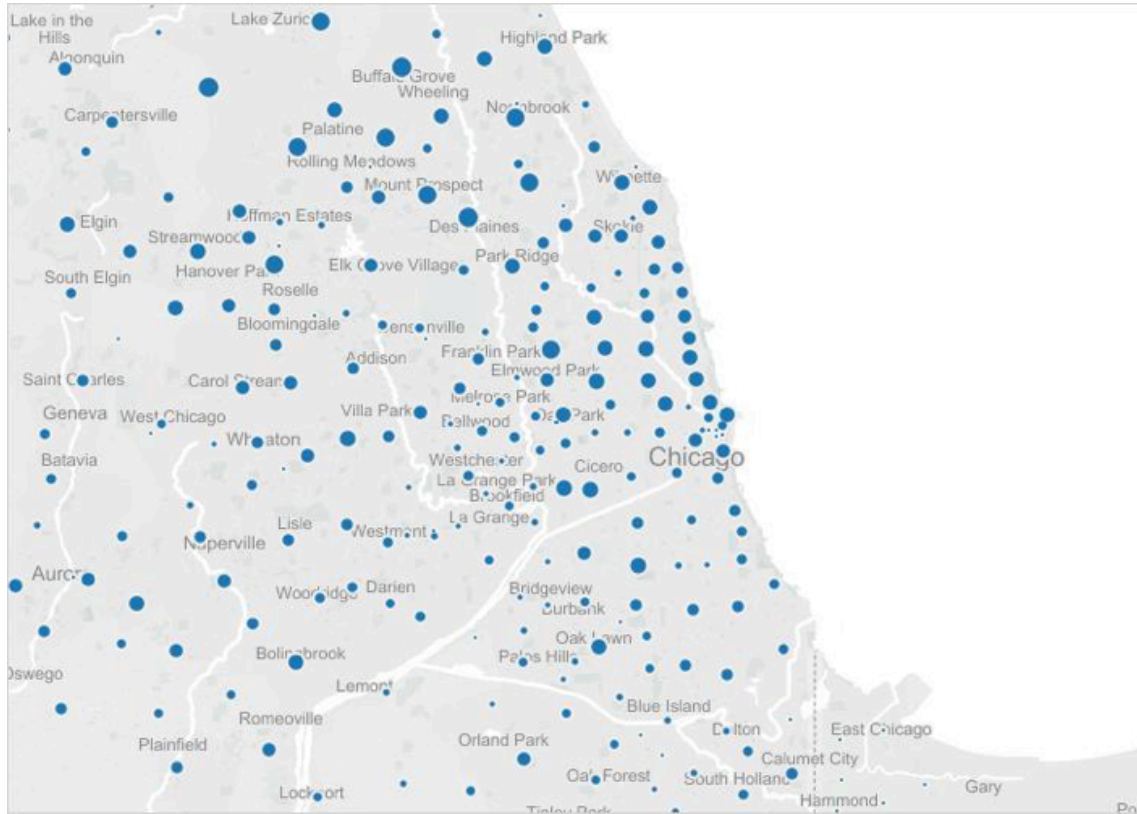 Lake in the
Hills
Lake Zuric
Highland Park
Algonquin
Buffalo Grove
Wheeling
Northbrook
Carpentersville
Palatine
Rolling Meadows
Mount Prospect
Wilmette
Elgin
Hoffman Estates
Des Plaines
Skokie
Streamwood
Hanover Par
Elk Grove Village
Park Ridge
South Elgin
Roselle
Bloomingdale
Bensenville
Franklin Park
Addison
Elmwood Park
Saint Charles
Carol Stream
Melrose Park
Geneva
West Chicago
Villa Park
Oak Park
Bellwood
Wheaton
Chicago
Batavia
Westchester
Cicero
La Grange Park
Brookfield
La Grange
Lisle
Westmont
Naperville
Aurora
Woodridge
Darien
Bridgeview
Burbank
Oak Lawn
Palos Hills
Bolingbrook
Oswego
Lemont
Blue Island
Romeoville
Dolton
East Chicago
Plainfield
Orland Park
Calumet City
Oak Forest
South Holland
Gary
Lockport
Hammond
Tinley Park
Po